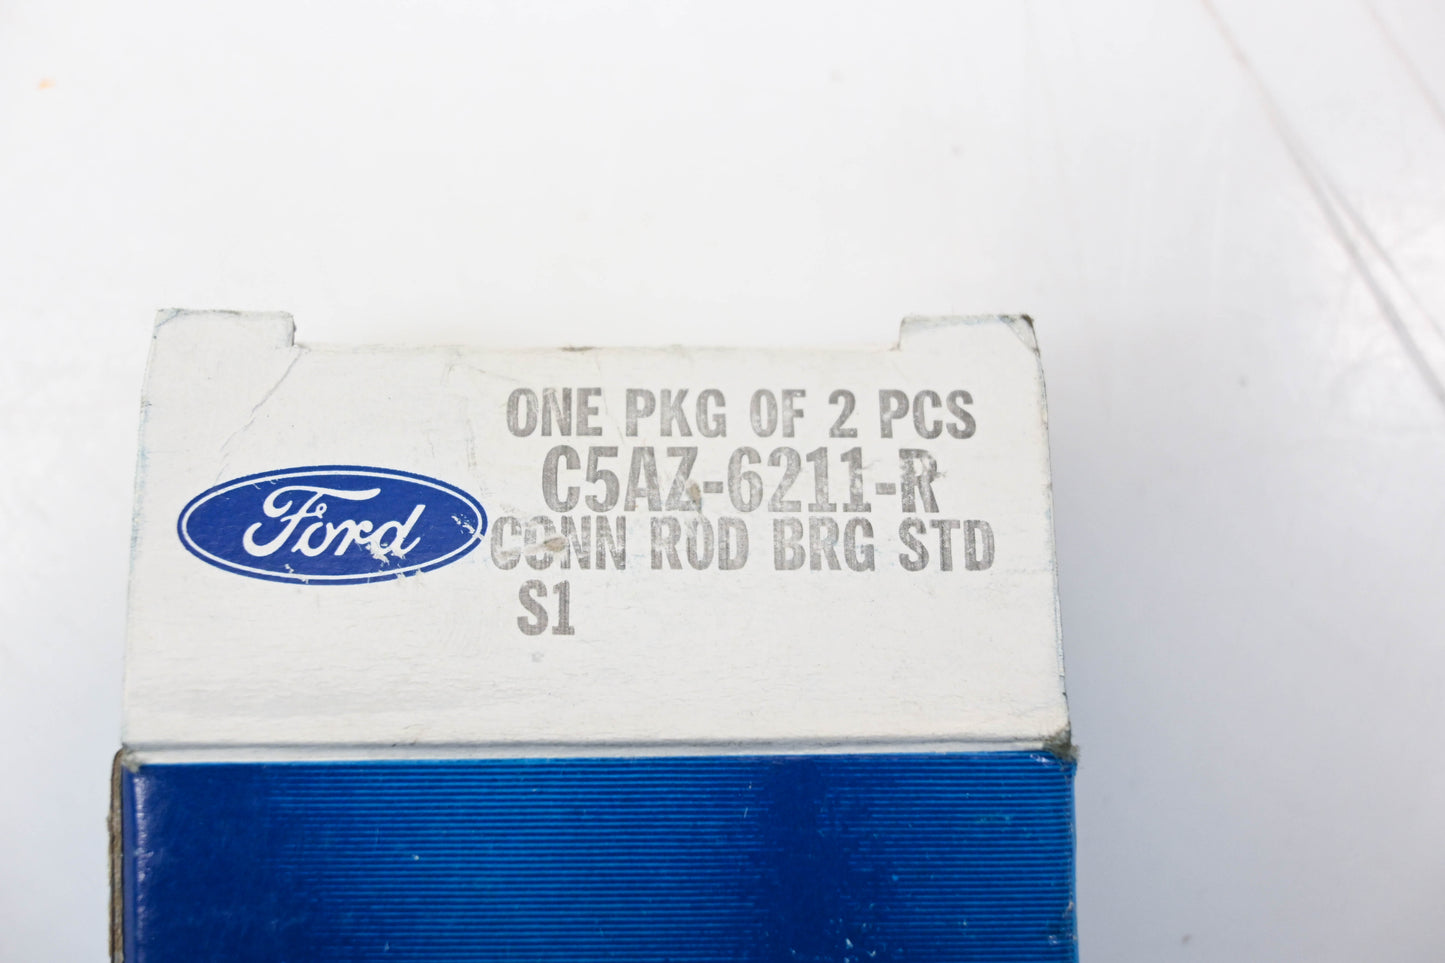 ONE PKG OF 2 PCS
C5AZ-6211-R
Ford
CONN ROD BRG STD
S1